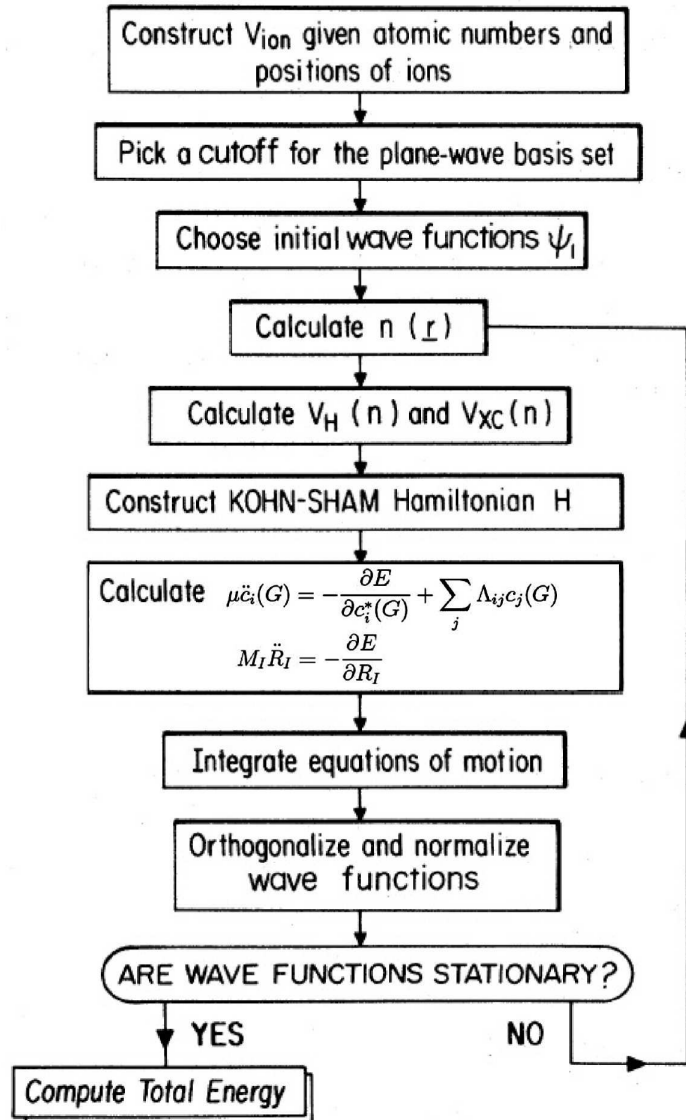 Construct V_ion given atomic numbers and
positions of ions
Pick a cutoff for the plane-wave basis set
Choose initial wave functions ψ_i
Calculate n (r)
Calculate V_H (n) and V_XC (n)
Construct KOHN-SHAM Hamiltonian H
Calculate μc̈_i(G) = −∂E/∂c_i^*(G) + ∑_j Λ_ij c_j(G)
M_I R̈_I = −∂E/∂R_I
Integrate equations of motion
Orthogonalize and normalize
wave functions
ARE WAVE FUNCTIONS STATIONARY?
YES NO
Compute Total Energy